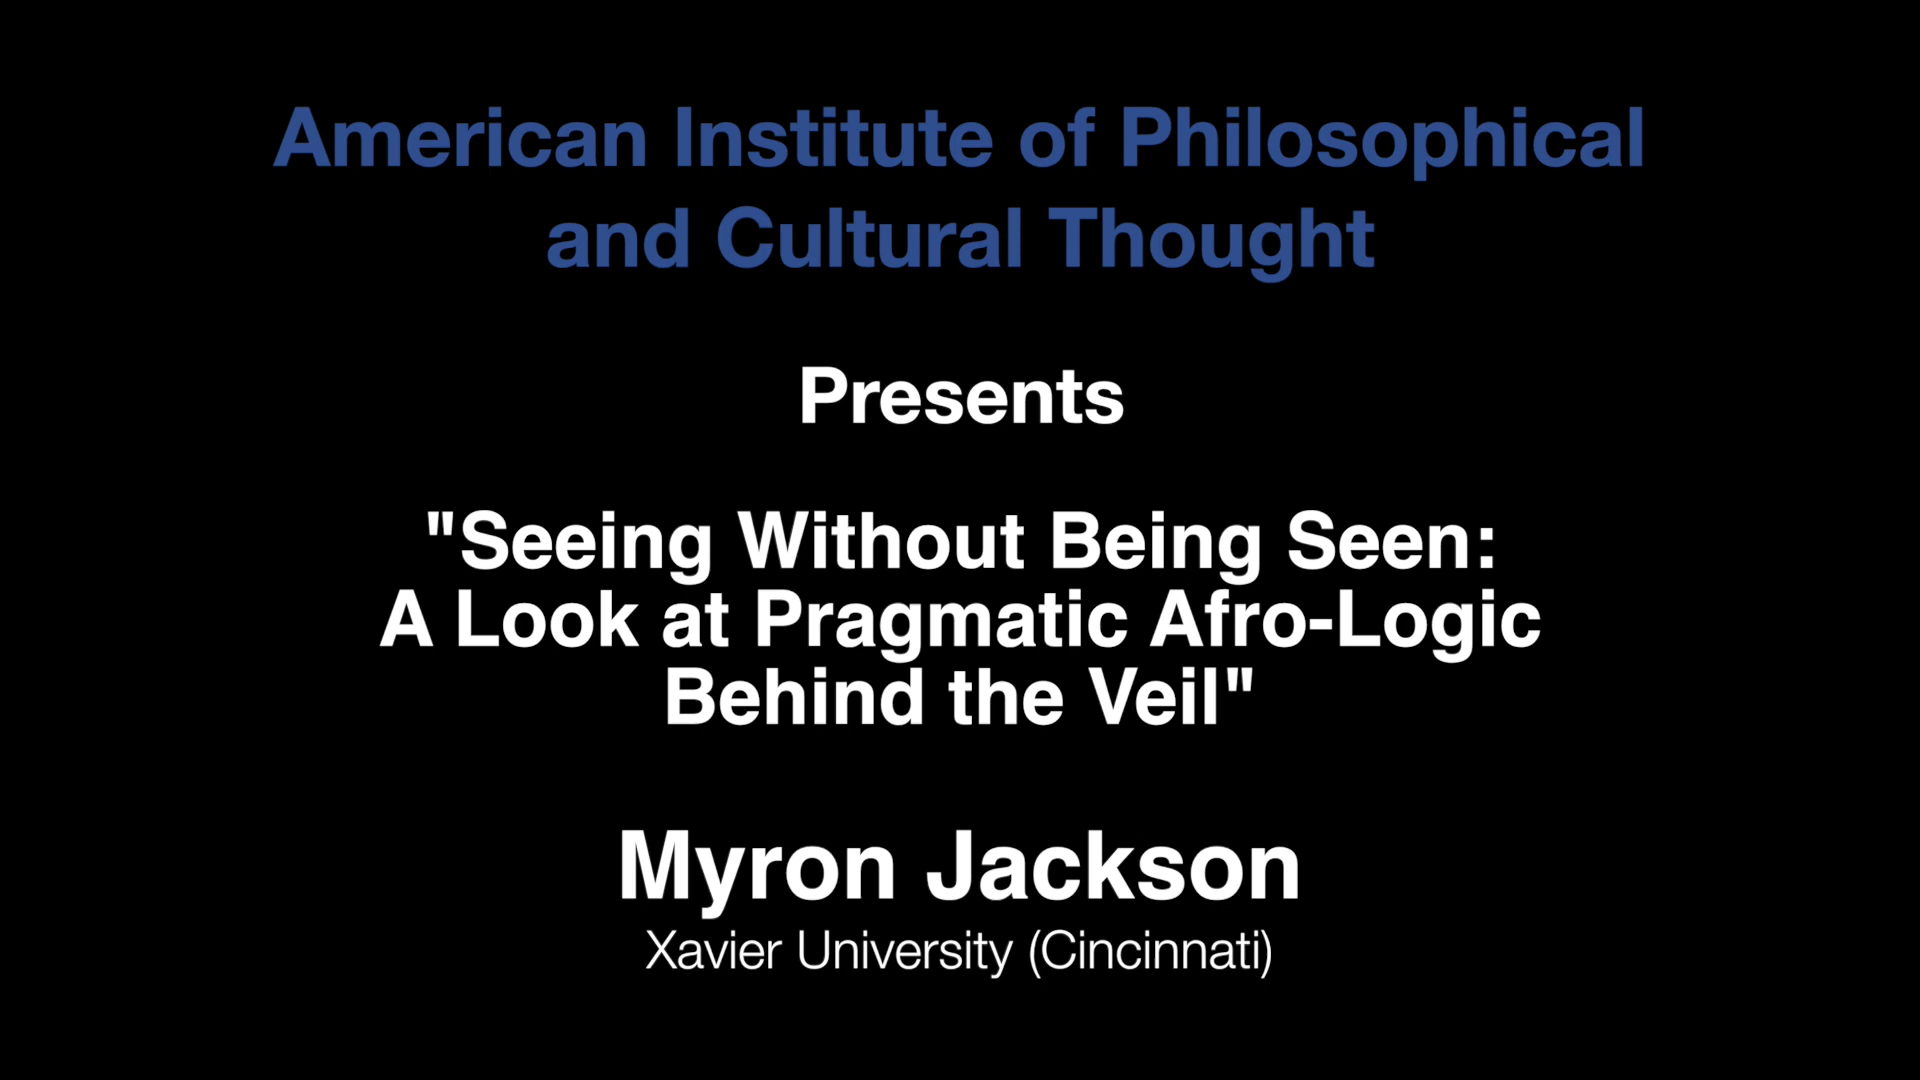 American Institute of Philosophical
and Cultural Thought
Presents
"Seeing Without Being Seen:
A Look at Pragmatic Afro-Logic
Behind the Veil"
Myron Jackson
Xavier University (Cincinnati)